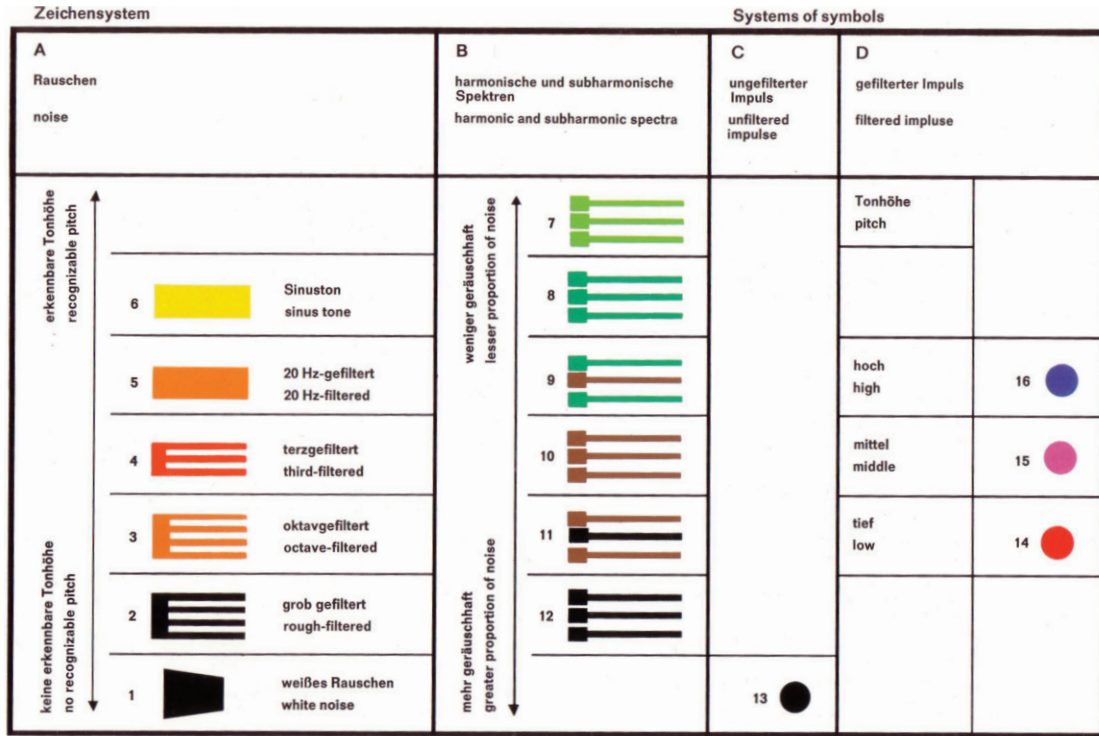 Zeichensystem
Systems of symbols
A
Rauschen
noise
B
harmonische und subharmonische
Spektren
harmonic and subharmonic spectra
C
ungefilterter
Impuls
unfiltered
impulse
D
gefilterter Impuls
filtered impluse
erkennbare Tonhöhe
recognizable pitch
keine erkennbare Tonhöhe
no recognizable pitch
6
Sinuston
sinus tone
5
20 Hz-gefiltert
20 Hz-filtered
4
terzgefiltert
third-filtered
3
oktavgefiltert
octave-filtered
2
grob gefiltert
rough-filtered
1
weißes Rauschen
white noise
weniger geräuschhaft
lesser proportion of noise
mehr geräuschhaft
greater proportion of noise
7
8
9
10
11
12
13
Tonhöhe
pitch
hoch
high
16
mittel
middle
15
tief
low
14